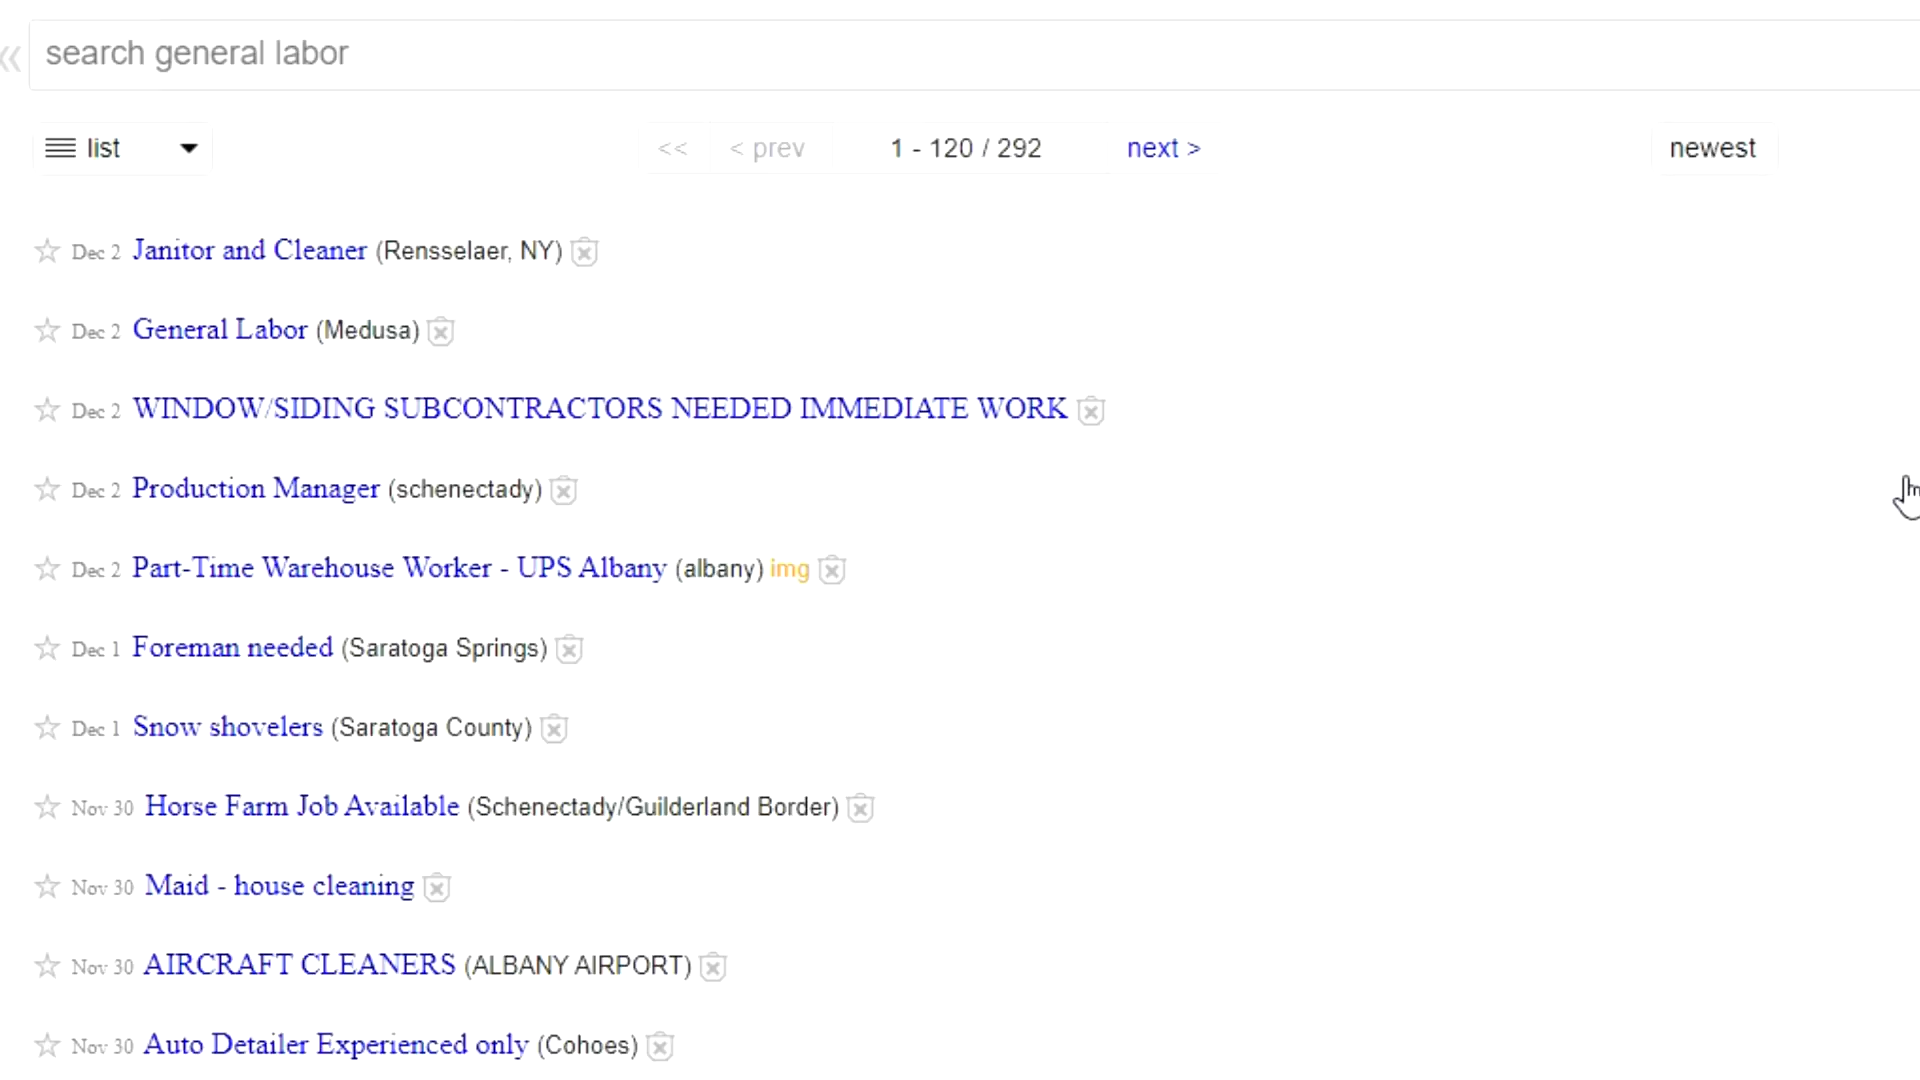 search general labor
list << < prev 1 - 120 / 292 next > newest
Dec 2 Janitor and Cleaner (Rensselaer, NY)
Dec 2 General Labor (Medusa)
Dec 2 WINDOW/SIDING SUBCONTRACTORS NEEDED IMMEDIATE WORK
Dec 2 Production Manager (schenectady)
Dec 2 Part-Time Warehouse Worker - UPS Albany (albany) img
Dec 1 Foreman needed (Saratoga Springs)
Dec 1 Snow shovelers (Saratoga County)
Nov 30 Horse Farm Job Available (Schenectady/Guilderland Border)
Nov 30 Maid - house cleaning
Nov 30 AIRCRAFT CLEANERS (ALBANY AIRPORT)
Nov 30 Auto Detailer Experienced only (Cohoes)